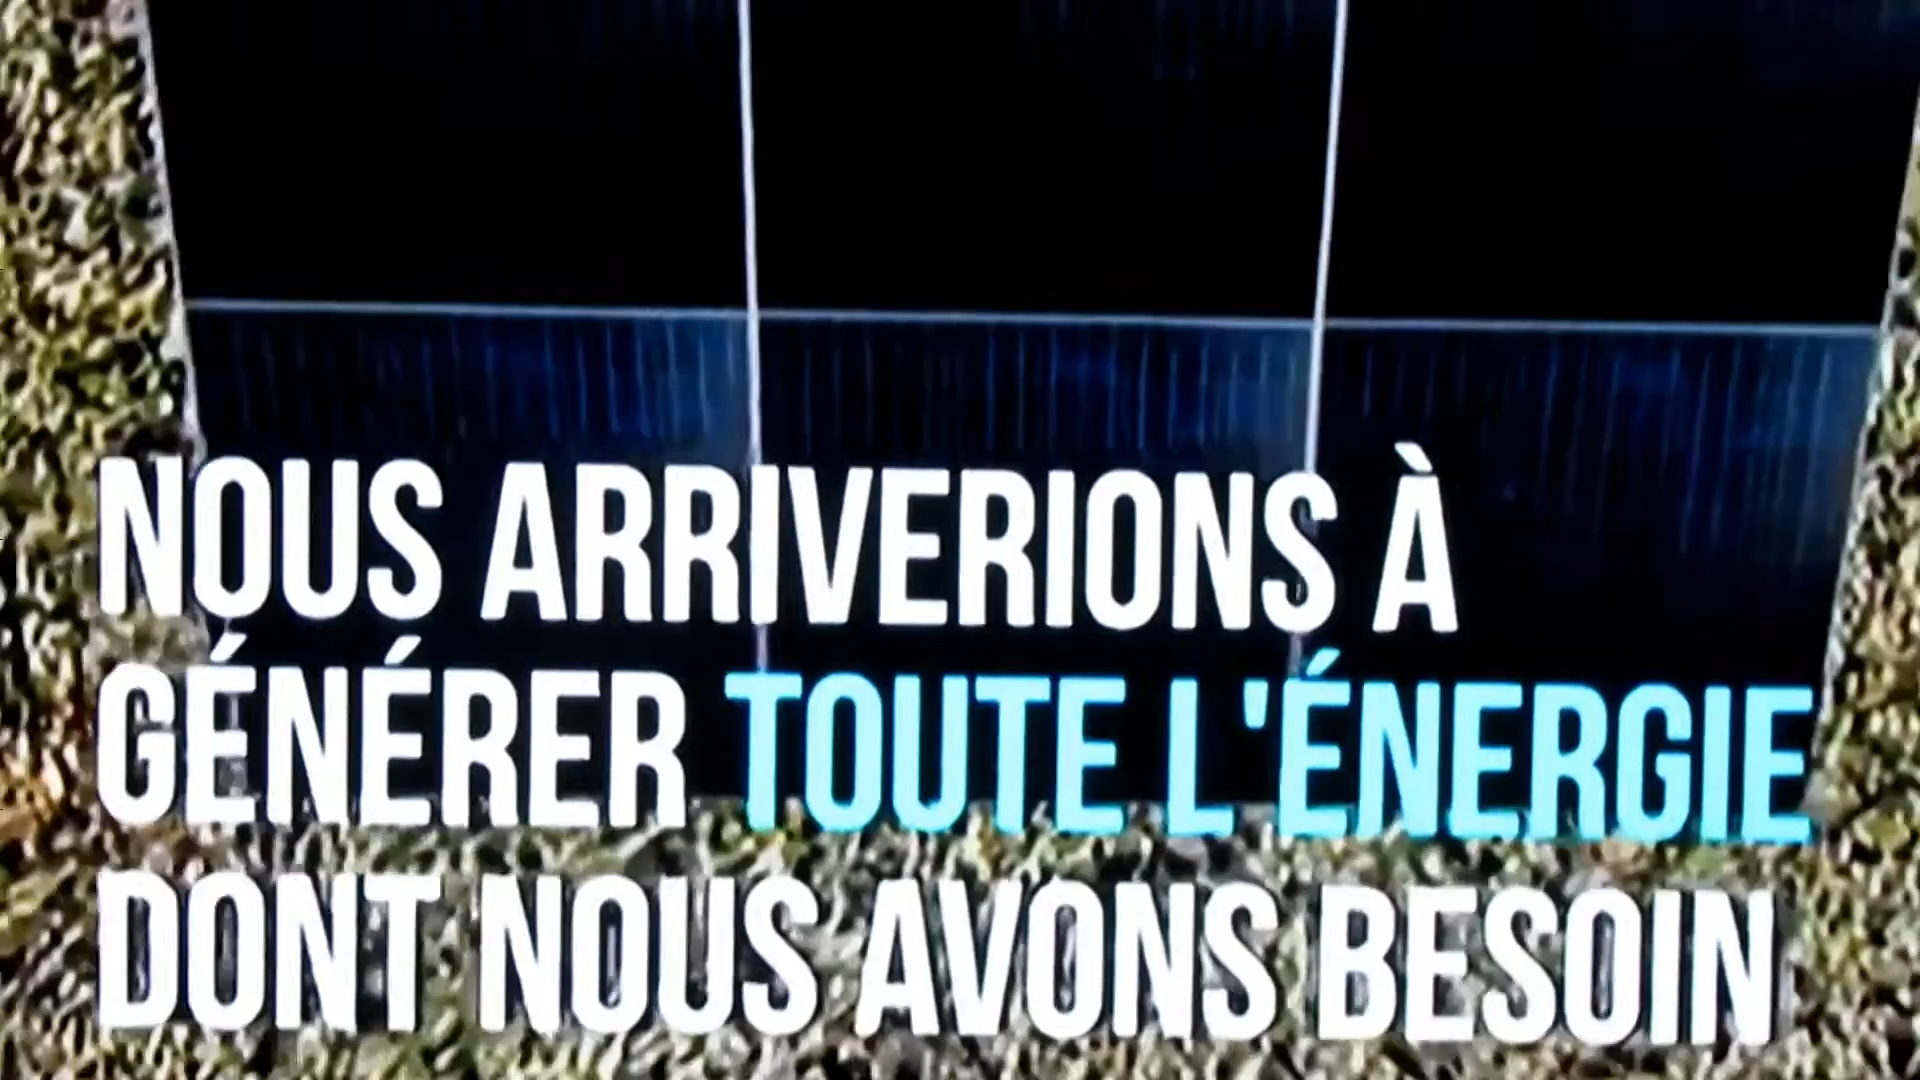 NOUS ARRIVERIONS À
GÉNÉRER TOUTE L'ÉNERGIE
DONT NOUS AVONS BESOIN